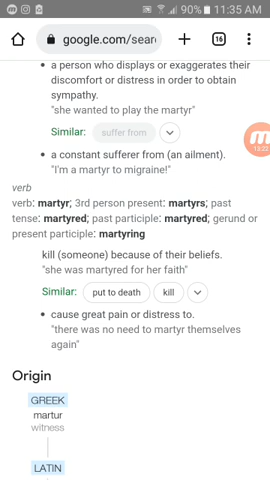 90% 11:35 AM
google.com/sear
16
• a person who displays or exaggerates their
discomfort or distress in order to obtain
sympathy.
"she wanted to play the martyr"
Similar: suffer from
• a constant sufferer from (an ailment).
"I'm a martyr to migraine!"
13:22
verb
verb: martyr; 3rd person present: martyrs; past
tense: martyred; past participle: martyred; gerund or
present participle: martyring
kill (someone) because of their beliefs.
"she was martyred for her faith"
Similar: put to death kill
• cause great pain or distress to.
"there was no need to martyr themselves
again"
Origin
GREEK
martur
witness
LATIN